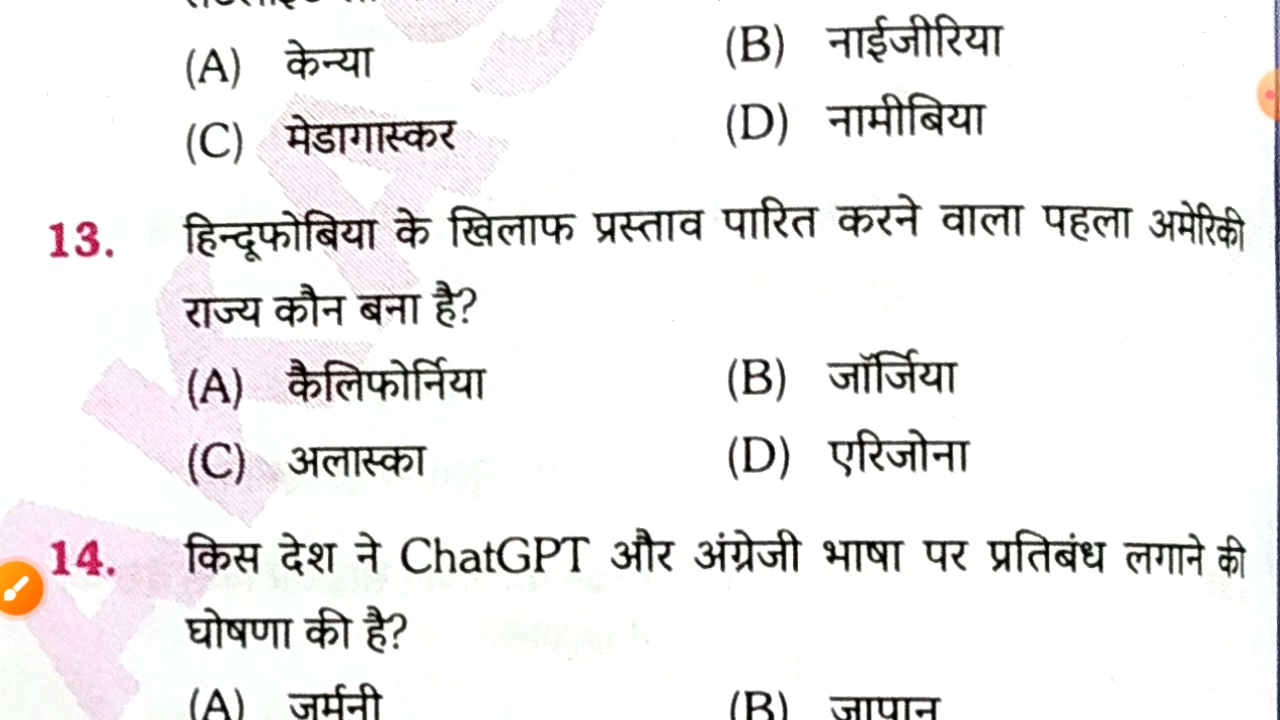 (A) केन्या (B) नाईजीरिया
(C) मेडागास्कर (D) नामीबिया
13. हिन्दूफोबिया के खिलाफ प्रस्ताव पारित करने वाला पहला अमेरिकी
राज्य कौन बना है?
(A) कैलिफोर्निया (B) जॉर्जिया
(C) अलास्का (D) एरिजोना
14. किस देश ने ChatGPT और अंग्रेजी भाषा पर प्रतिबंध लगाने की
घोषणा की है?
(A) जर्मनी (B) जापान